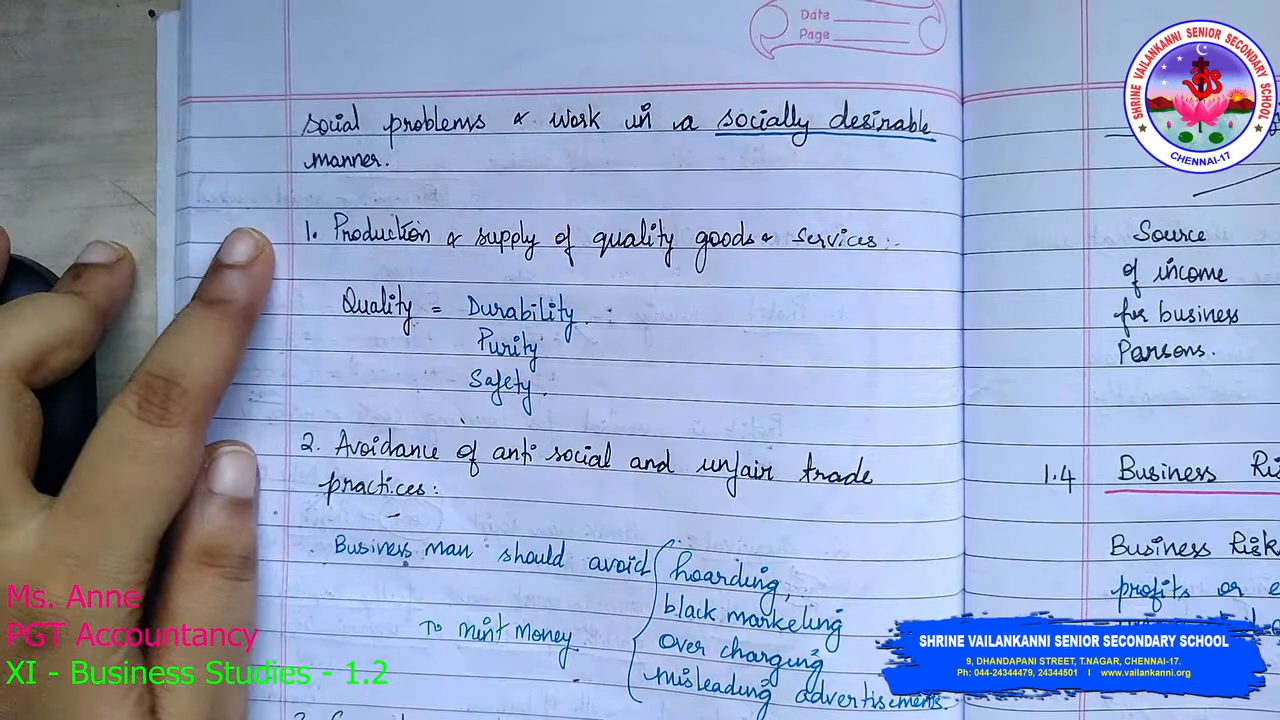 Date
Page
social problems & work in a socially desirable
manner.
1. Production & supply of quality goods & services:-
Quality = Durability.
Purity
Safety.
2. Avoidance of anti social and unfair trade
practices:
Business man should avoid hoarding,
black marketing
To mint money
over charging
misleading advertisements.
Source
of income
for business
Persons.
1.4 Business
Business Risk
profits or
SHRINE VAILANKANNI SENIOR SECONDARY SCHOOL
CHENNAI-17
Ms. Anne
PGT Accountancy
XI - Business Studies - 1.2
SHRINE VAILANKANNI SENIOR SECONDARY SCHOOL
9, DHANDAPANI STREET, T.NAGAR, CHENNAI-17.
Ph: 044-24344479, 24344501 I www.vailankanni.org